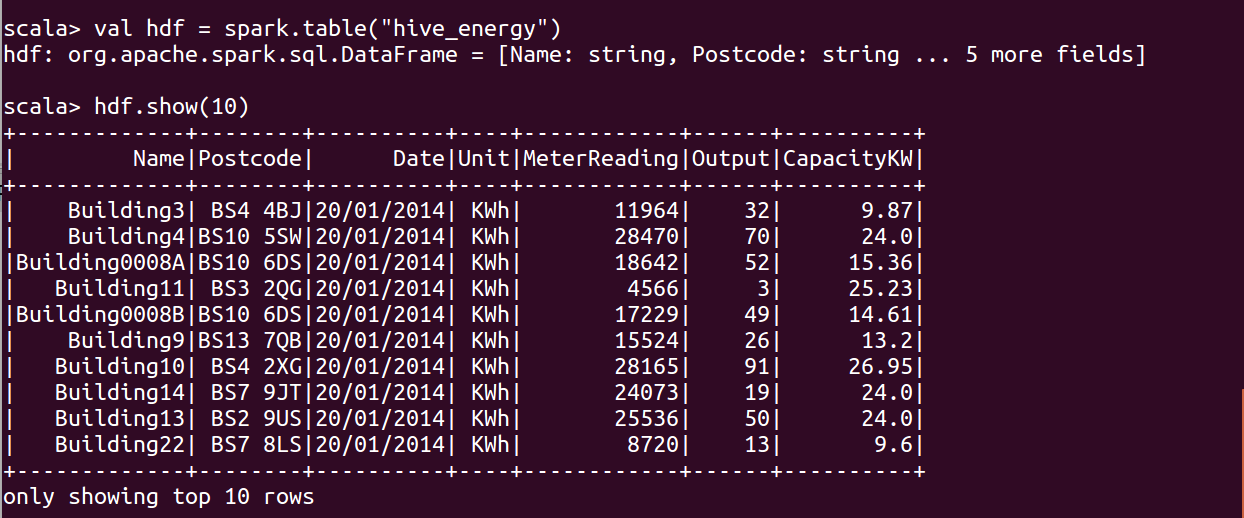 scala> val hdf = spark.table("hive_energy")
hdf: org.apache.spark.sql.DataFrame = [Name: string, Postcode: string ... 5 more fields]

scala> hdf.show(10)
+-------------+--------+----------+----+------------+------+----------+
|         Name|Postcode|      Date|Unit|MeterReading|Output|CapacityKW|
+-------------+--------+----------+----+------------+------+----------+
|    Building3| BS4 4BJ|20/01/2014| KWh|       11964|    32|      9.87|
|    Building4|BS10 5SW|20/01/2014| KWh|       28470|    70|      24.0|
|Building0008A|BS10 6DS|20/01/2014| KWh|       18642|    52|     15.36|
|   Building11| BS3 2QG|20/01/2014| KWh|        4566|     3|     25.23|
|Building0008B|BS10 6DS|20/01/2014| KWh|       17229|    49|     14.61|
|    Building9|BS13 7QB|20/01/2014| KWh|       15524|    26|      13.2|
|   Building10| BS4 2XG|20/01/2014| KWh|       28165|    91|     26.95|
|   Building14| BS7 9JT|20/01/2014| KWh|       24073|    19|      24.0|
|   Building13| BS2 9US|20/01/2014| KWh|       25536|    50|      24.0|
|   Building22| BS7 8LS|20/01/2014| KWh|        8720|    13|       9.6|
+-------------+--------+----------+----+------------+------+----------+
only showing top 10 rows